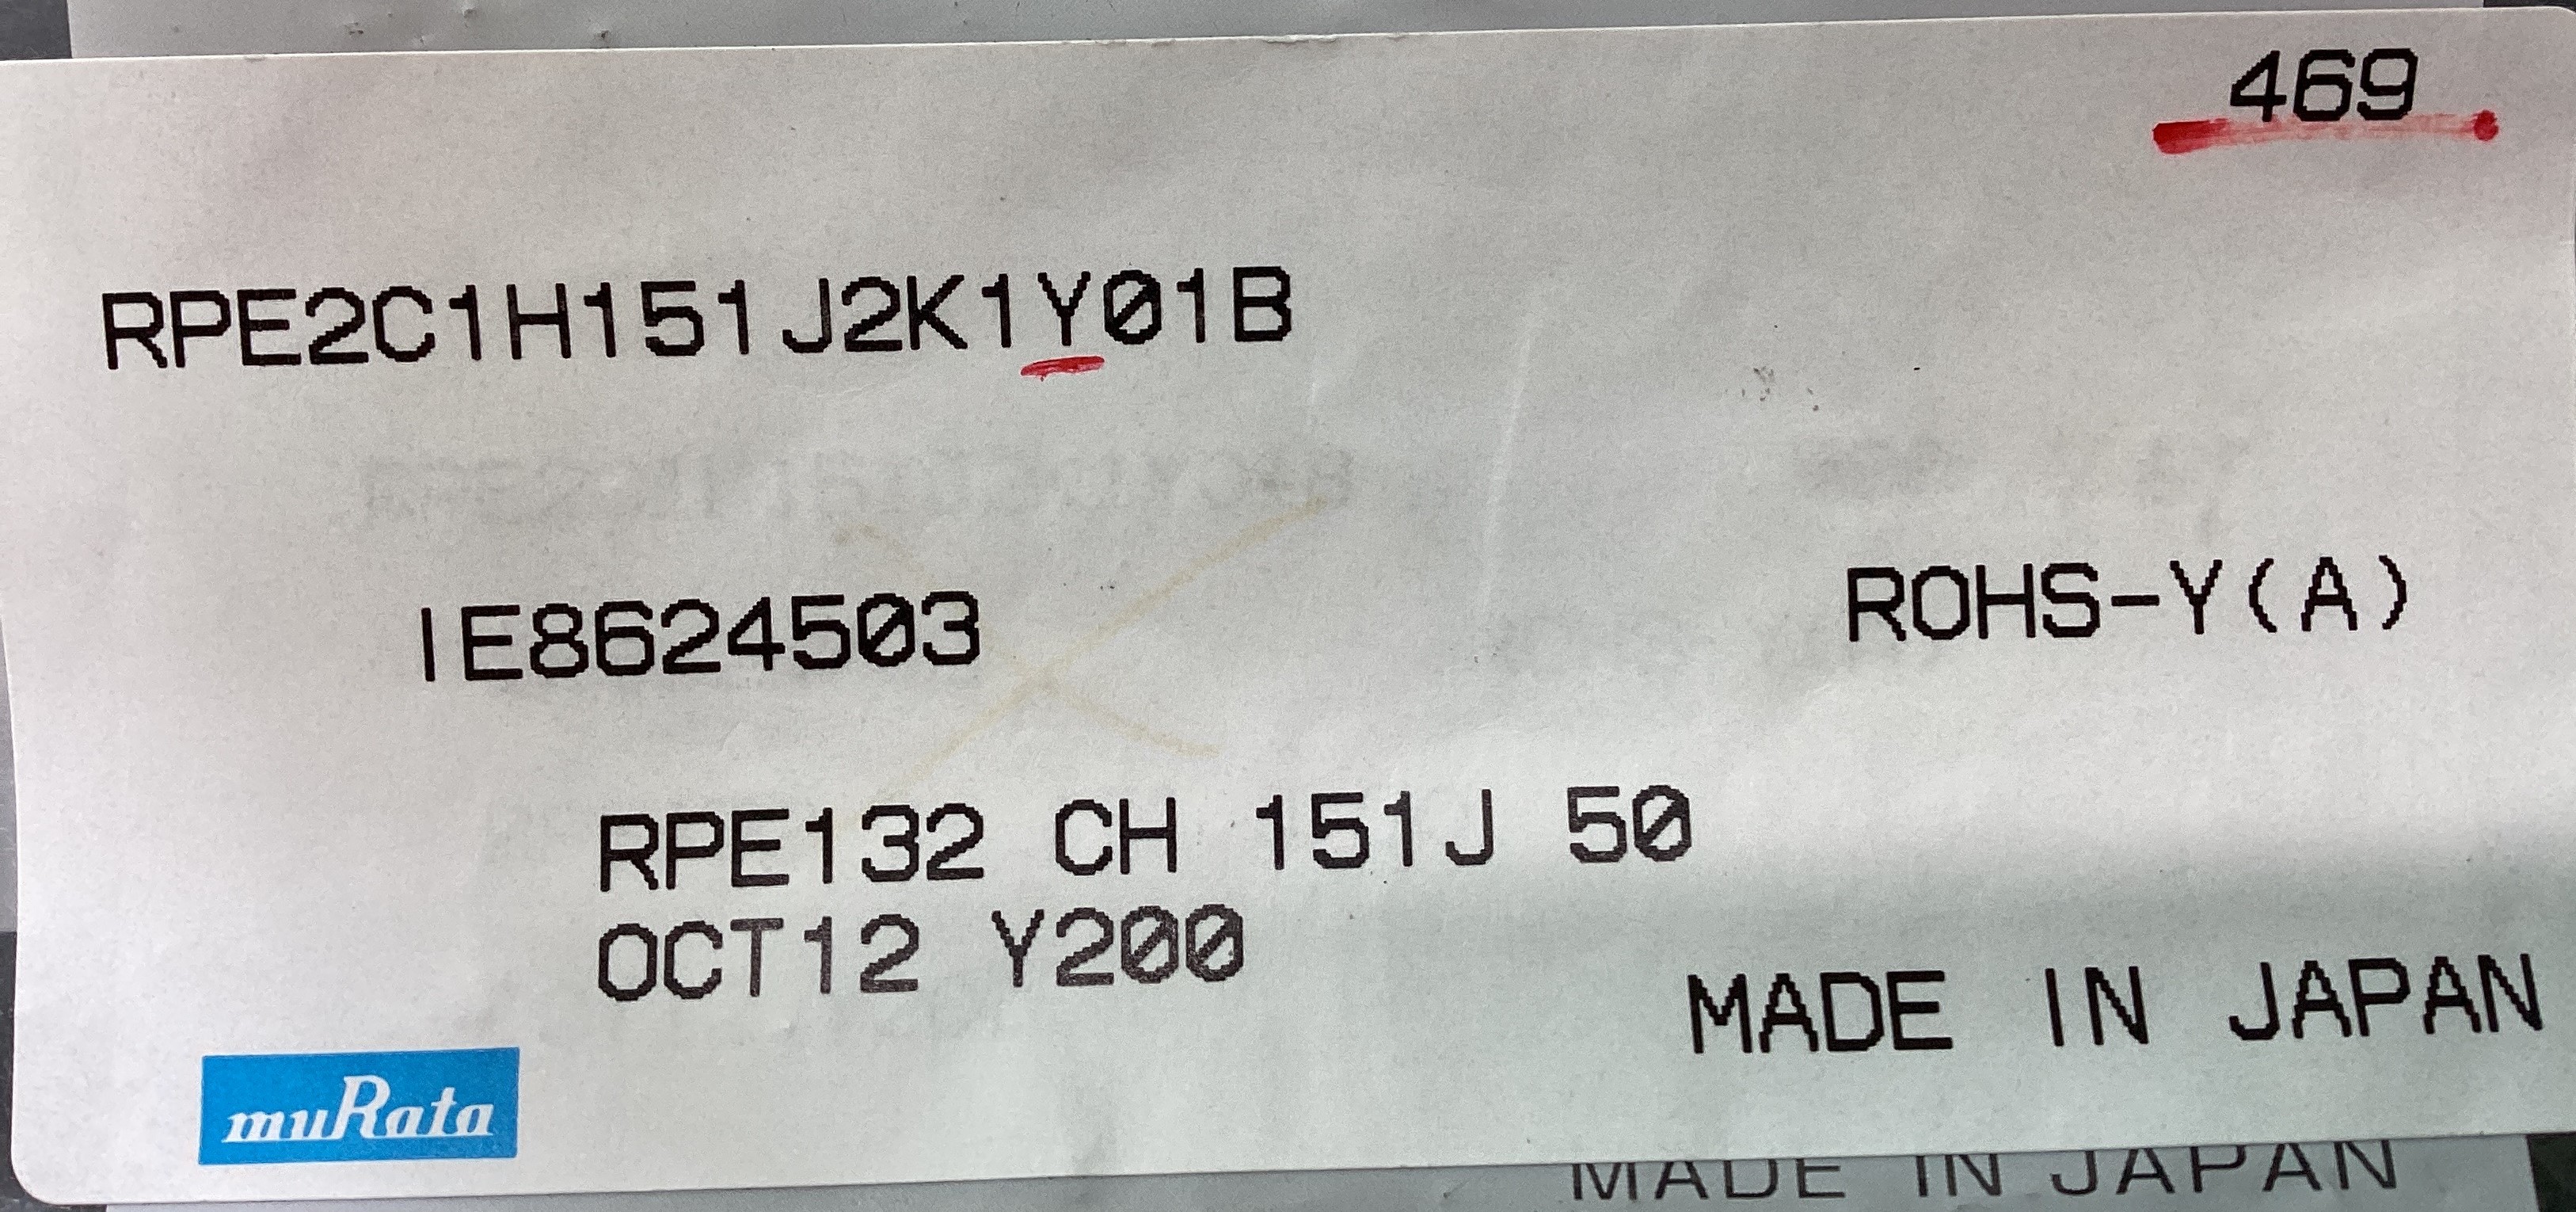 469
RPE2C1H151J2K1Y01B
IE8624503
ROHS-Y(A)
RPE132 CH 151J 50
OCT12 Y200
MADE IN JAPAN
muRata
MADE IN JAPAN